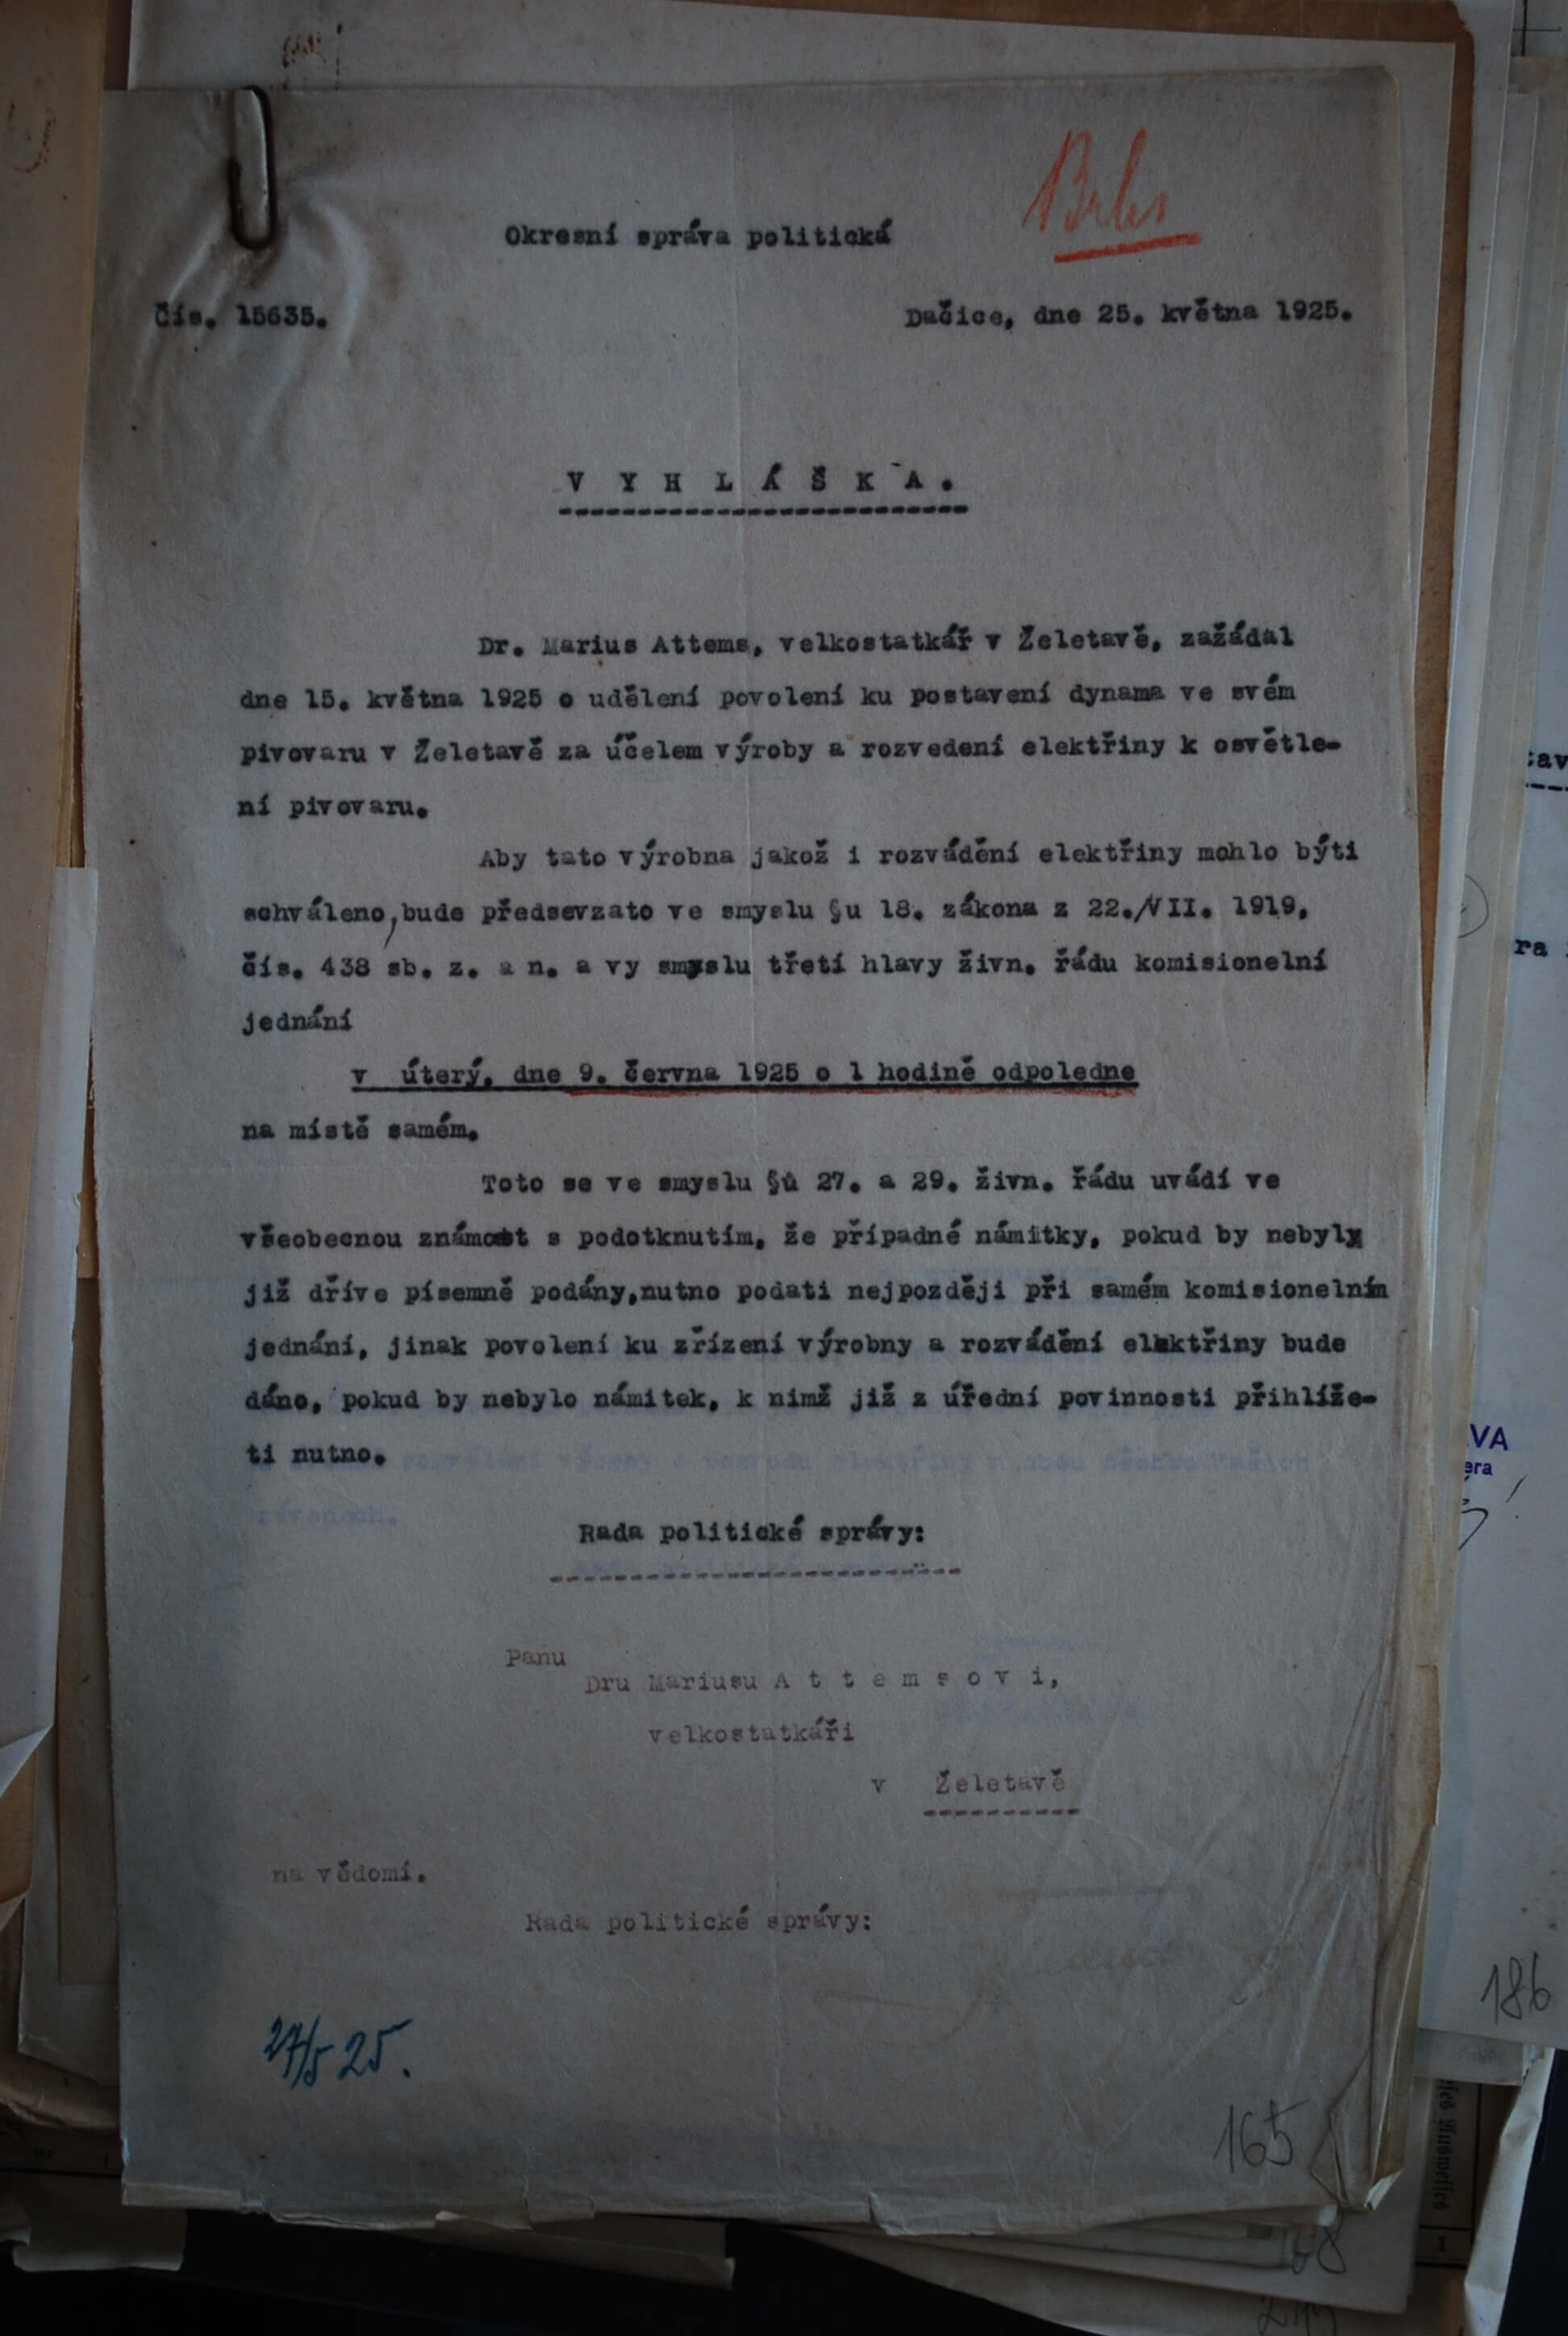 Okresní správa politická
Čís. 15635.
Dačice, dne 25. května 1925.
V Y H L Á Š K A .
Dr. Marius Attems, velkostatkář v Želetavě, zažádal
dne 15. května 1925 o udělení povolení ku postavení dynama ve svém
pivovaru v Želetavě za účelem výroby a rozvedení elektřiny k osvětle-
ní pivovaru.
Aby tato výrobna jakož i rozvádění elektřiny mohlo býti
schváleno, bude předsevzato ve smyslu §u 18. zákona z 22./VII. 1919,
čís. 438 sb. z. a n. a vy smyslu třetí hlavy živn. řádu komisionelní
jednání
v úterý, dne 9. června 1925 o 1 hodině odpoledne
na místě samém.
Toto se ve smyslu §ů 27. a 29. živn. řádu uvádí ve
všeobecnou známost s podotknutím, že případné námitky, pokud by nebyly
již dříve písemně podány, nutno podati nejpozději při samém komisionelním
jednání, jinak povolení ku zřízení výrobny a rozvádění elektřiny bude
dáno, pokud by nebylo námitek, k nimž již z úřední povinnosti přihlíže-
ti nutno.
Rada politické správy:
Panu
Dru Mariusu A t t e m s o v i,
velkostatkáři
v Želetavě
na vědomí.
Rada politické správy:
27/5 25.
165
186